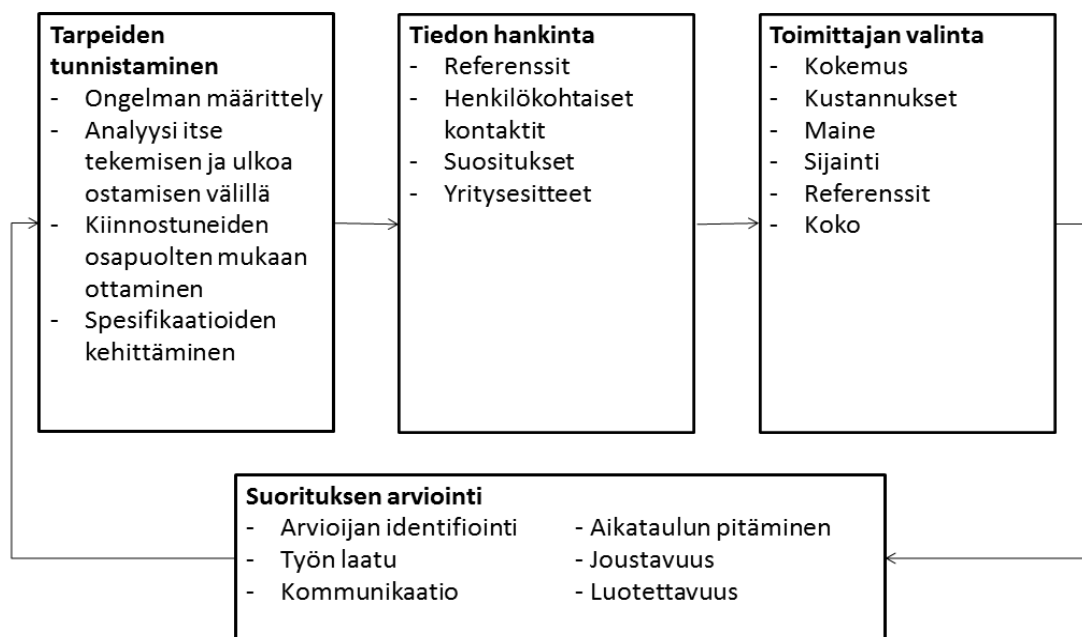 Tarpeiden
tunnistaminen
- Ongelman määrittely
- Analyysi itse
tekemisen ja ulkoa
ostamisen välillä
- Kiinnostuneiden
osapuolten mukaan
ottaminen
- Spesifikaatioiden
kehittäminen
Tiedon hankinta
- Referenssit
- Henkilökohtaiset
kontaktit
- Suositukset
- Yritysesitteet
Toimittajan valinta
- Kokemus
- Kustannukset
- Maine
- Sijainti
- Referenssit
- Koko
Suorituksen arviointi
- Arvioijan identifiointi
- Työn laatu
- Kommunikaatio
- Aikataulun pitäminen
- Joustavuus
- Luotettavuus